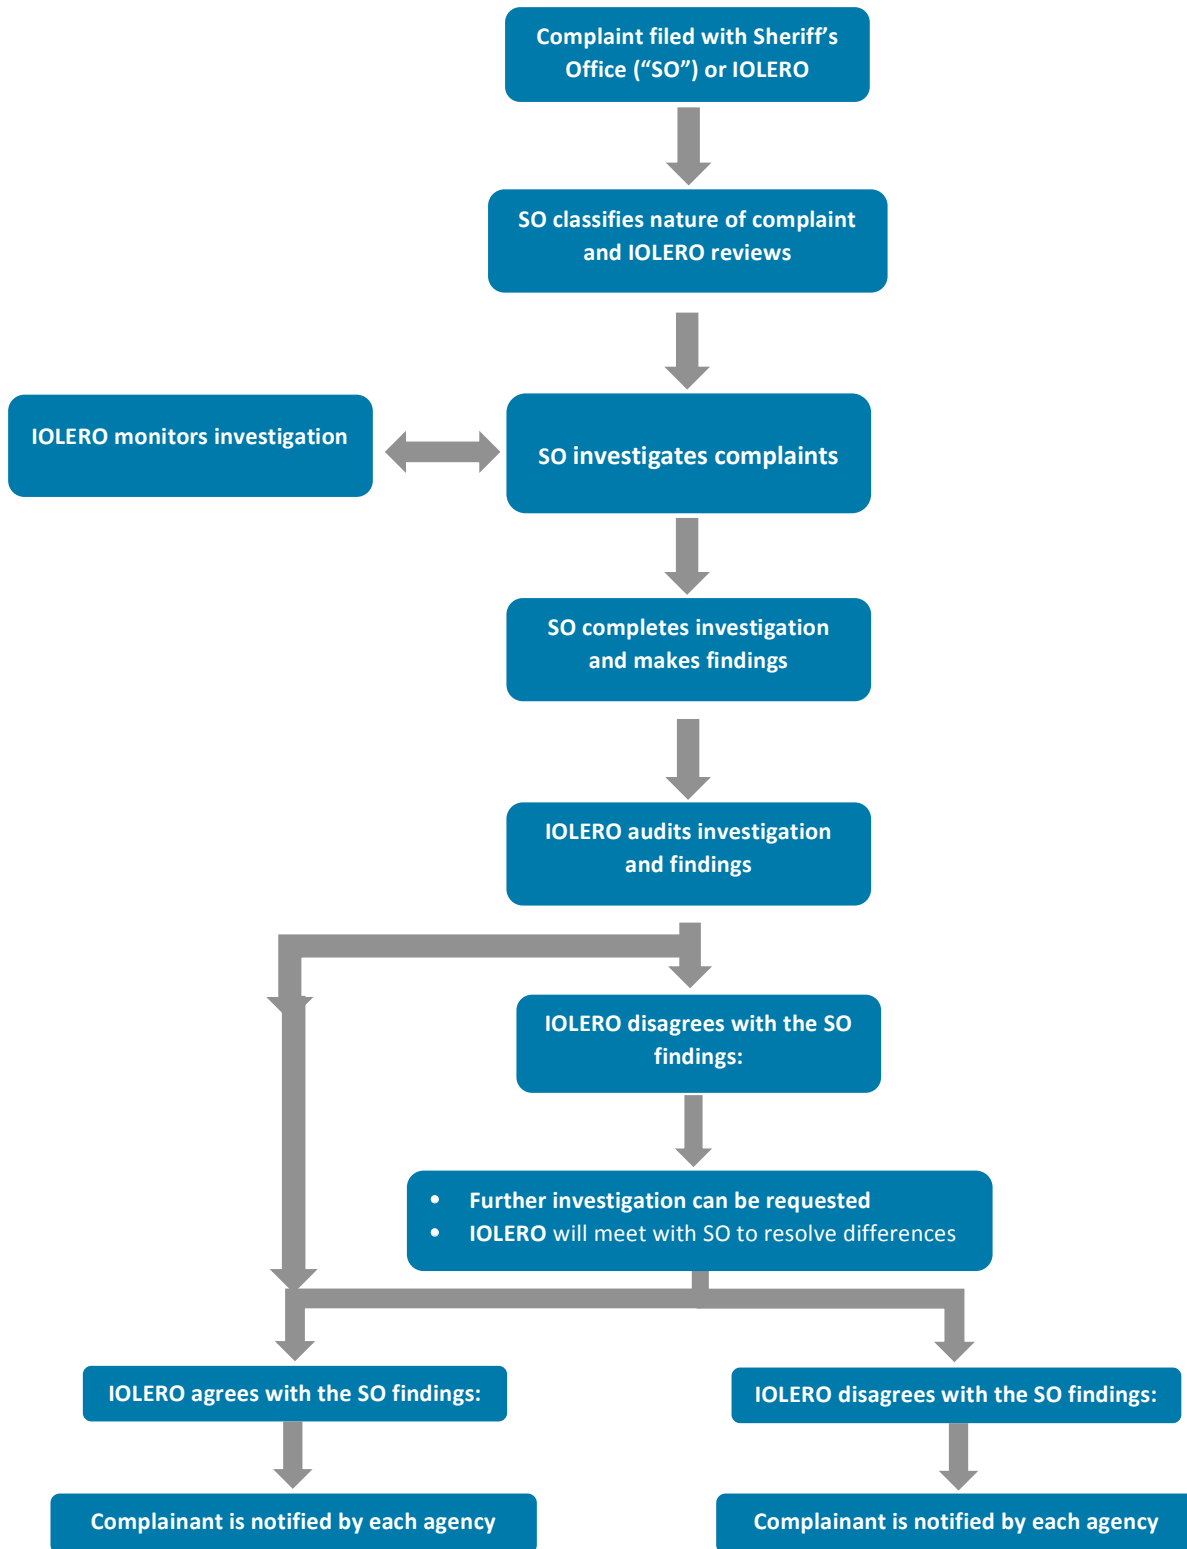 Complaint filed with Sheriff’s
Office (“SO”) or IOLERO
SO classifies nature of complaint
and IOLERO reviews
IOLERO monitors investigation
SO investigates complaints
SO completes investigation
and makes findings
IOLERO audits investigation
and findings
IOLERO disagrees with the SO
findings:
• Further investigation can be requested
• IOLERO will meet with SO to resolve differences
IOLERO agrees with the SO findings:
IOLERO disagrees with the SO findings:
Complainant is notified by each agency
Complainant is notified by each agency